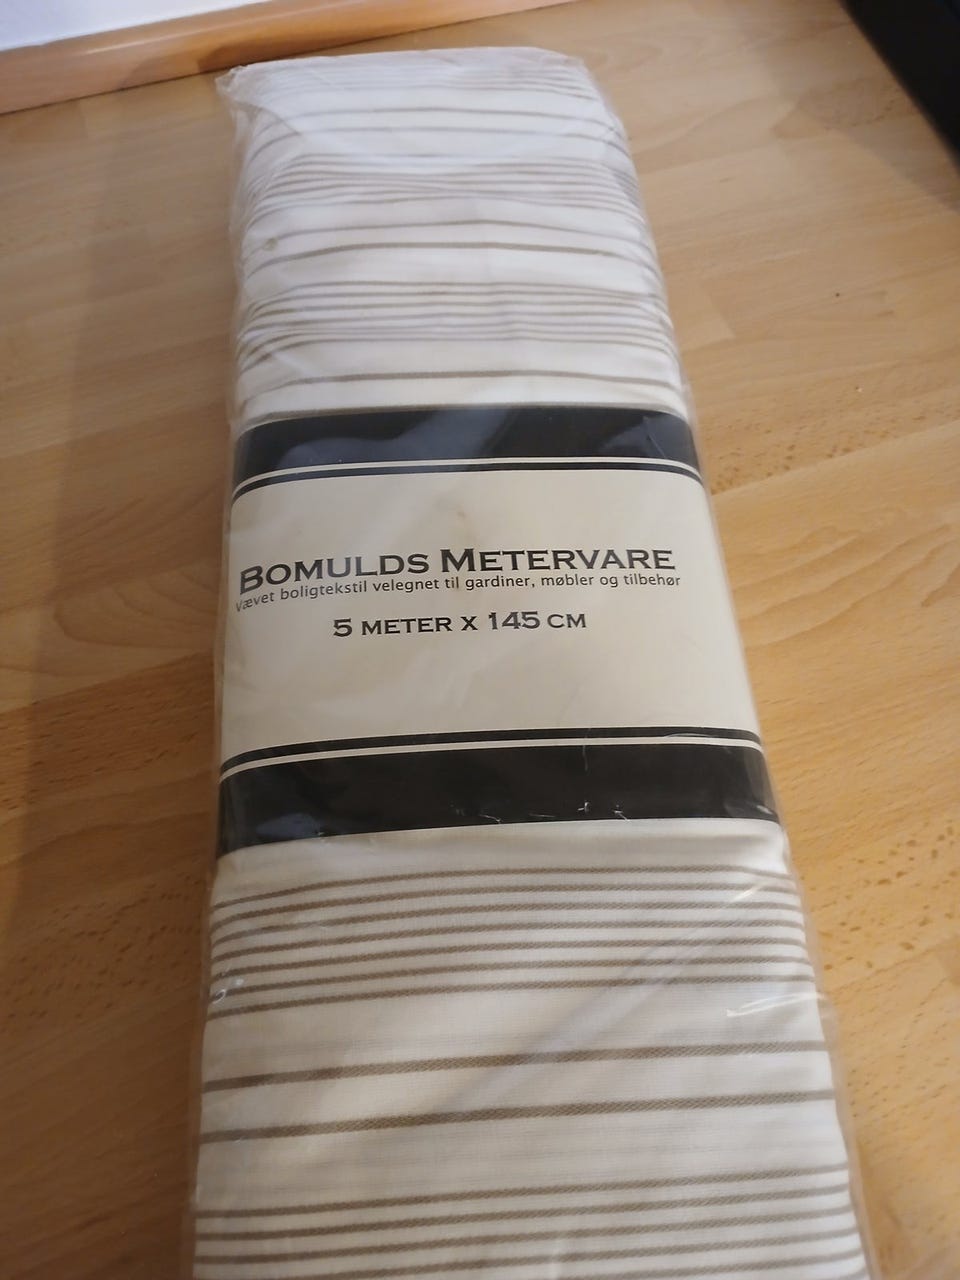 BOMULDS METERVARE
Vævet boligtekstil velegnet til gardiner, møbler og tilbehør
5 METER X 145 CM